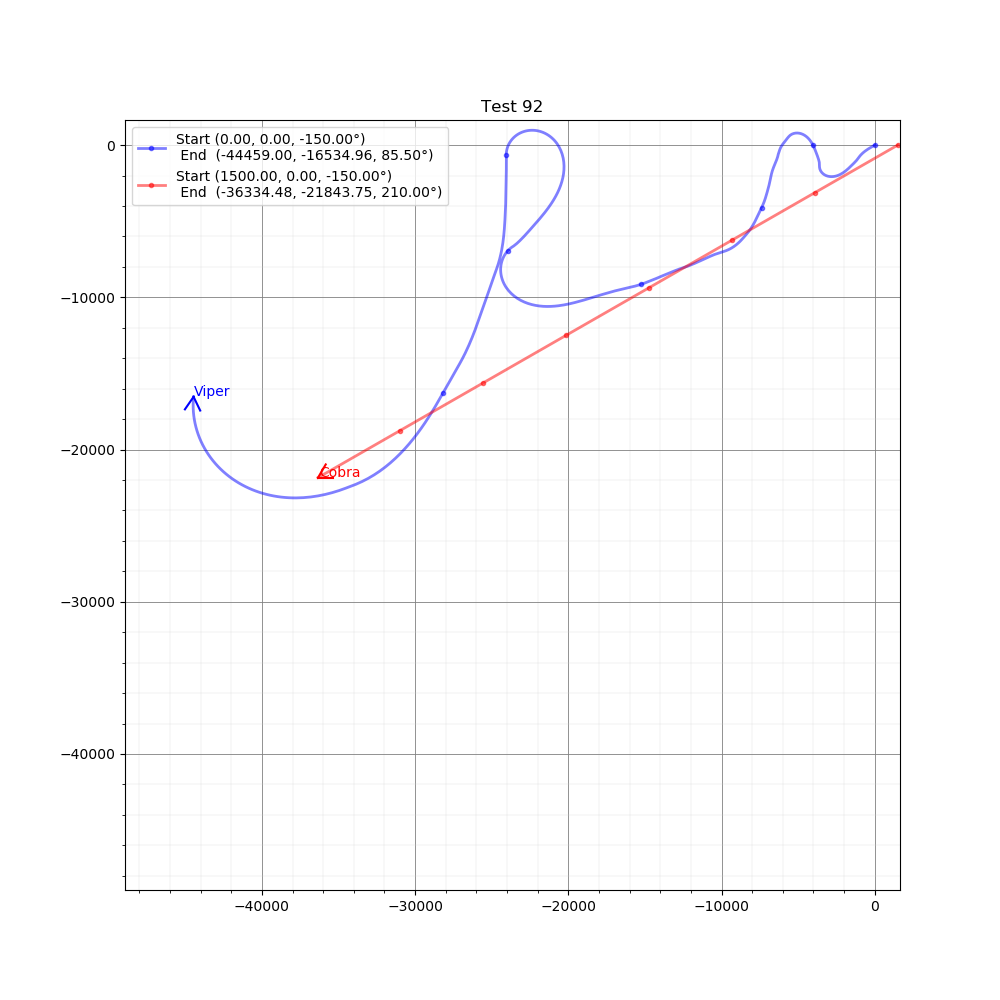 Test 92
Start (0.00, 0.00, -150.00°)
End (-44459.00, -16534.96, 85.50°)
Start (1500.00, 0.00, -150.00°)
End (-36334.48, -21843.75, 210.00°)
0
−10000
−20000
−30000
−40000
Viper
Cobra
−40000 −30000 −20000 −10000 0